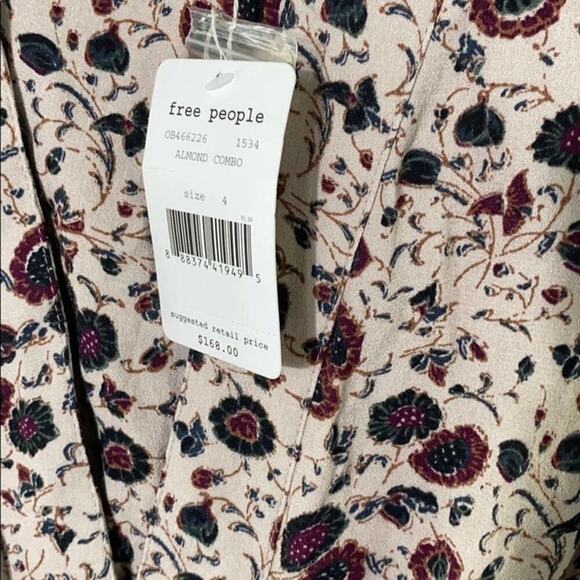 free people
OB466226 1534
ALMOND COMBO
size 4
8 88374 41949 5
suggested retail price
$168.00